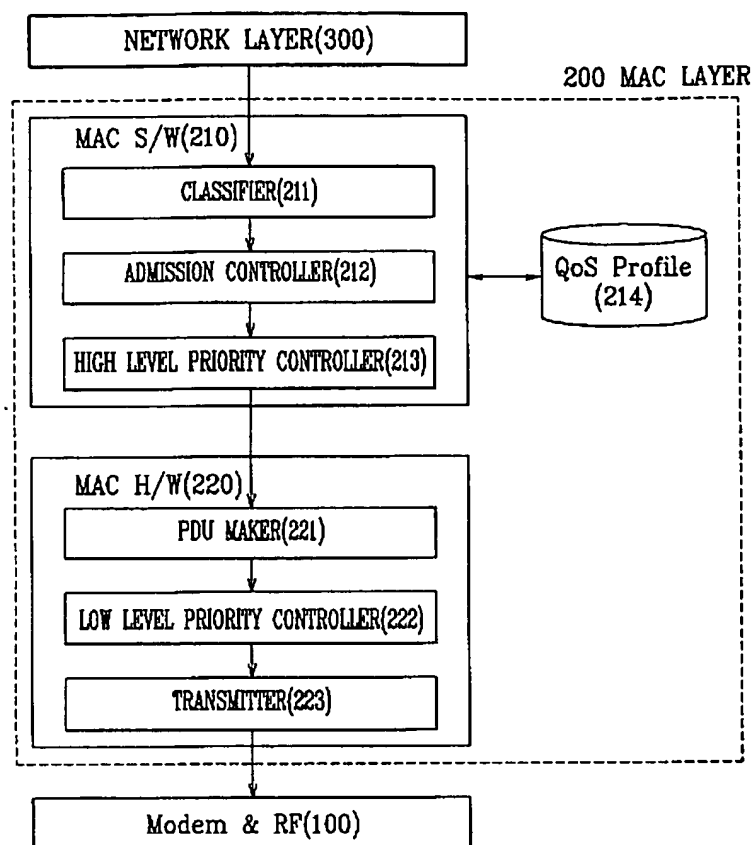 NETWORK LAYER(300)
200 MAC LAYER
MAC S/W(210)
CLASSIFIER(211)
ADMISSION CONTROLLER(212)
QoS Profile
(214)
HIGH LEVEL PRIORITY CONTROLLER(213)
MAC H/W(220)
PDU MAKER(221)
LOW LEVEL PRIORITY CONTROLLER(222)
TRANSMITTER(223)
Modem & RF(100)